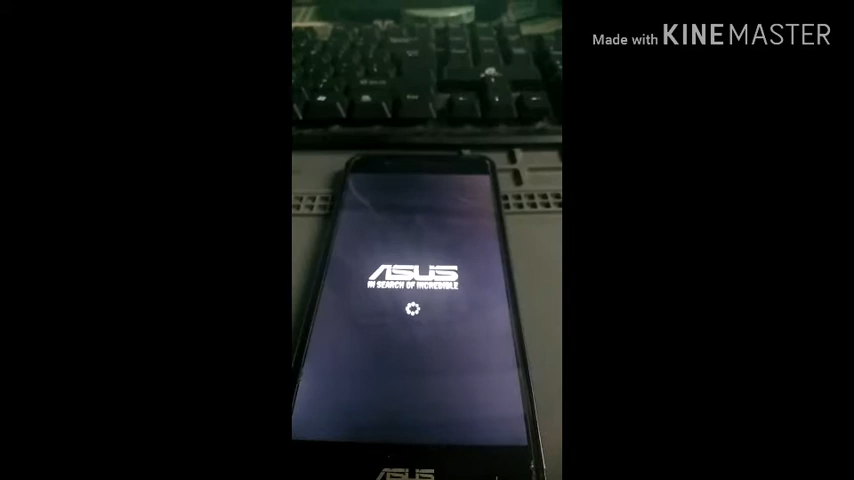 Made with KINEMASTER
ASUS
IN SEARCH OF INCREDIBLE
ASUS